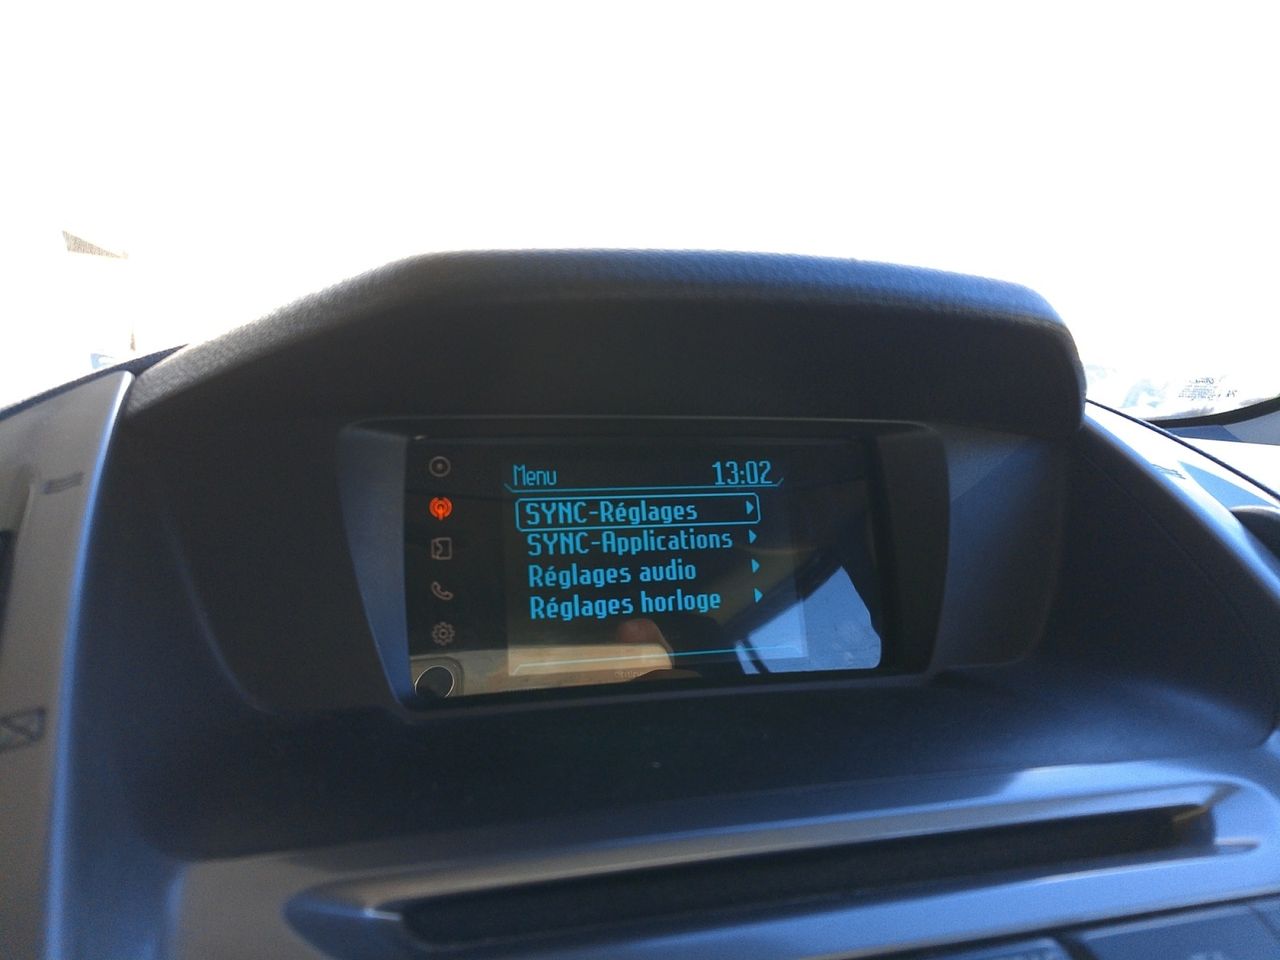 Menu 13:02
SYNC-Réglages
SYNC-Applications
Réglages audio
Réglages horloge